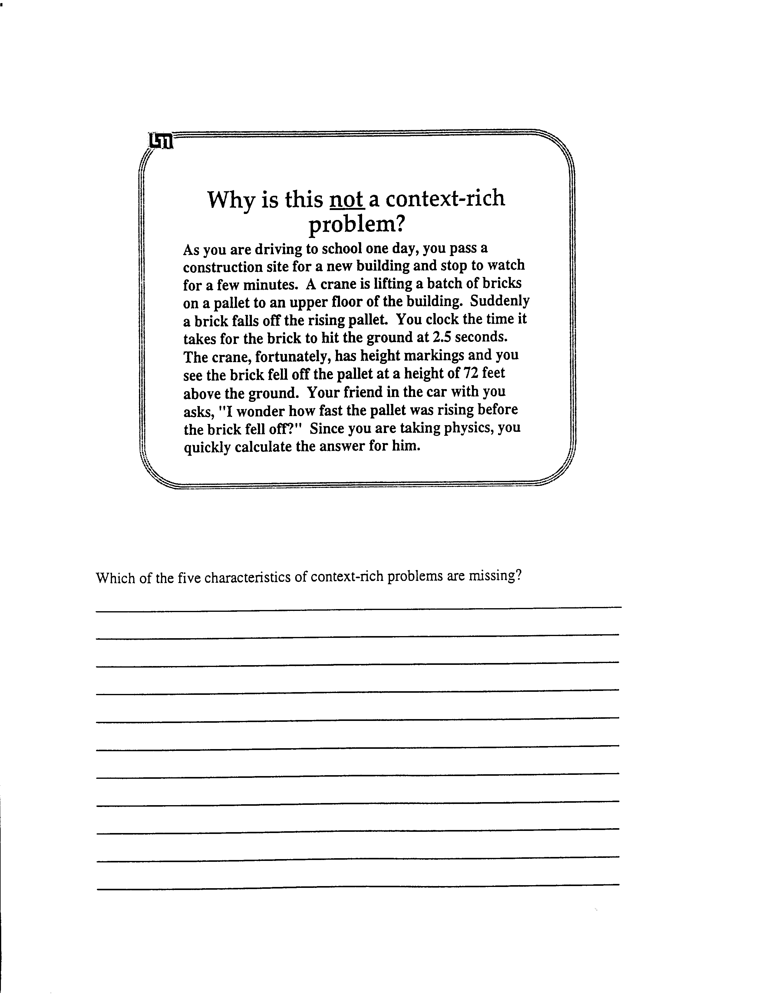 Why is this not a context-rich
problem?
As you are driving to school one day, you pass a
construction site for a new building and stop to watch
for a few minutes. A crane is lifting a batch of bricks
on a pallet to an upper floor of the building. Suddenly
a brick falls off the rising pallet. You clock the time it
takes for the brick to hit the ground at 2.5 seconds.
The crane, fortunately, has height markings and you
see the brick fell off the pallet at a height of 72 feet
above the ground. Your friend in the car with you
asks, "I wonder how fast the pallet was rising before
the brick fell off?" Since you are taking physics, you
quickly calculate the answer for him.
Which of the five characteristics of context-rich problems are missing?